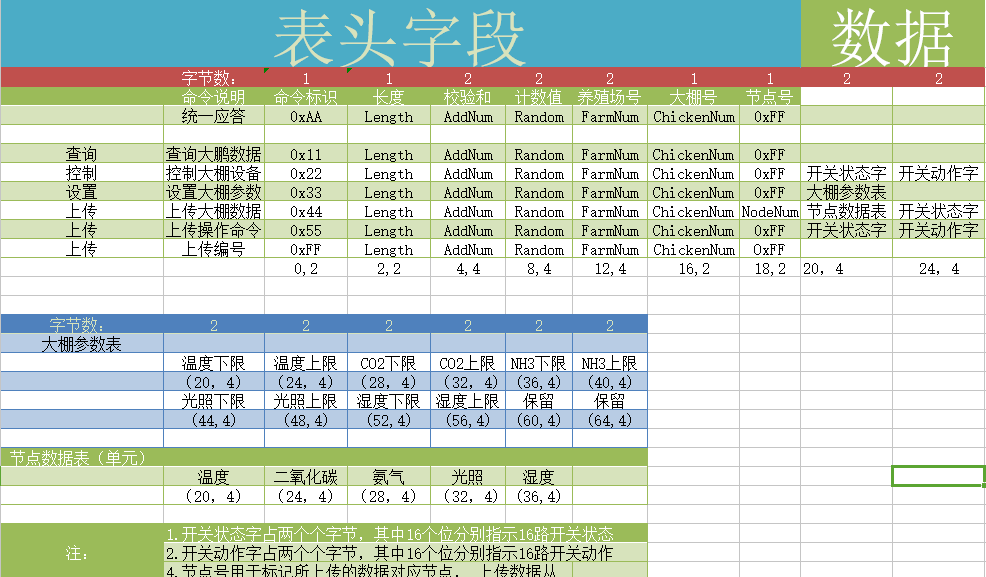 表头字段 数据
字节数: 1 1 2 2 2 1 1 2 2
命令说明 命令标识 长度 校验和 计数值 养殖场号 大棚号 节点号
统一应答 0xAA Length AddNum Random FarmNum ChickenNum 0xFF
查询 查询大鹏数据 0x11 Length AddNum Random FarmNum ChickenNum 0xFF
控制 控制大棚设备 0x22 Length AddNum Random FarmNum ChickenNum 0xFF 开关状态字 开关动作字
设置 设置大棚参数 0x33 Length AddNum Random FarmNum ChickenNum 0xFF 大棚参数表
上传 上传大棚数据 0x44 Length AddNum Random FarmNum ChickenNum NodeNum 节点数据表 开关状态字
上传 上传操作命令 0x55 Length AddNum Random FarmNum ChickenNum 0xFF 开关状态字 开关动作字
上传 上传编号 0xFF Length AddNum Random FarmNum ChickenNum 0xFF
0,2 2,2 4,4 8,4 12,4 16,2 18,2 20, 4 24, 4
字节数: 2 2 2 2 2 2
大棚参数表
温度下限 温度上限 CO2下限 CO2上限 NH3下限 NH3上限
(20, 4) (24, 4) (28, 4) (32, 4) (36,4) (40,4)
光照下限 光照上限 湿度下限 湿度上限 保留 保留
(44,4) (48,4) (52,4) (56,4) (60,4) (64,4)
节点数据表（单元）
温度 二氧化碳 氨气 光照 湿度
(20, 4) (24, 4) (28, 4) (32, 4) (36,4)
注: 1.开关状态字占两个个字节，其中16个位分别指示16路开关状态
2.开关动作字占两个个字节，其中16个位分别指示16路开关动作
4.节点号用于标记所上传的数据对应节点， 上传数据从